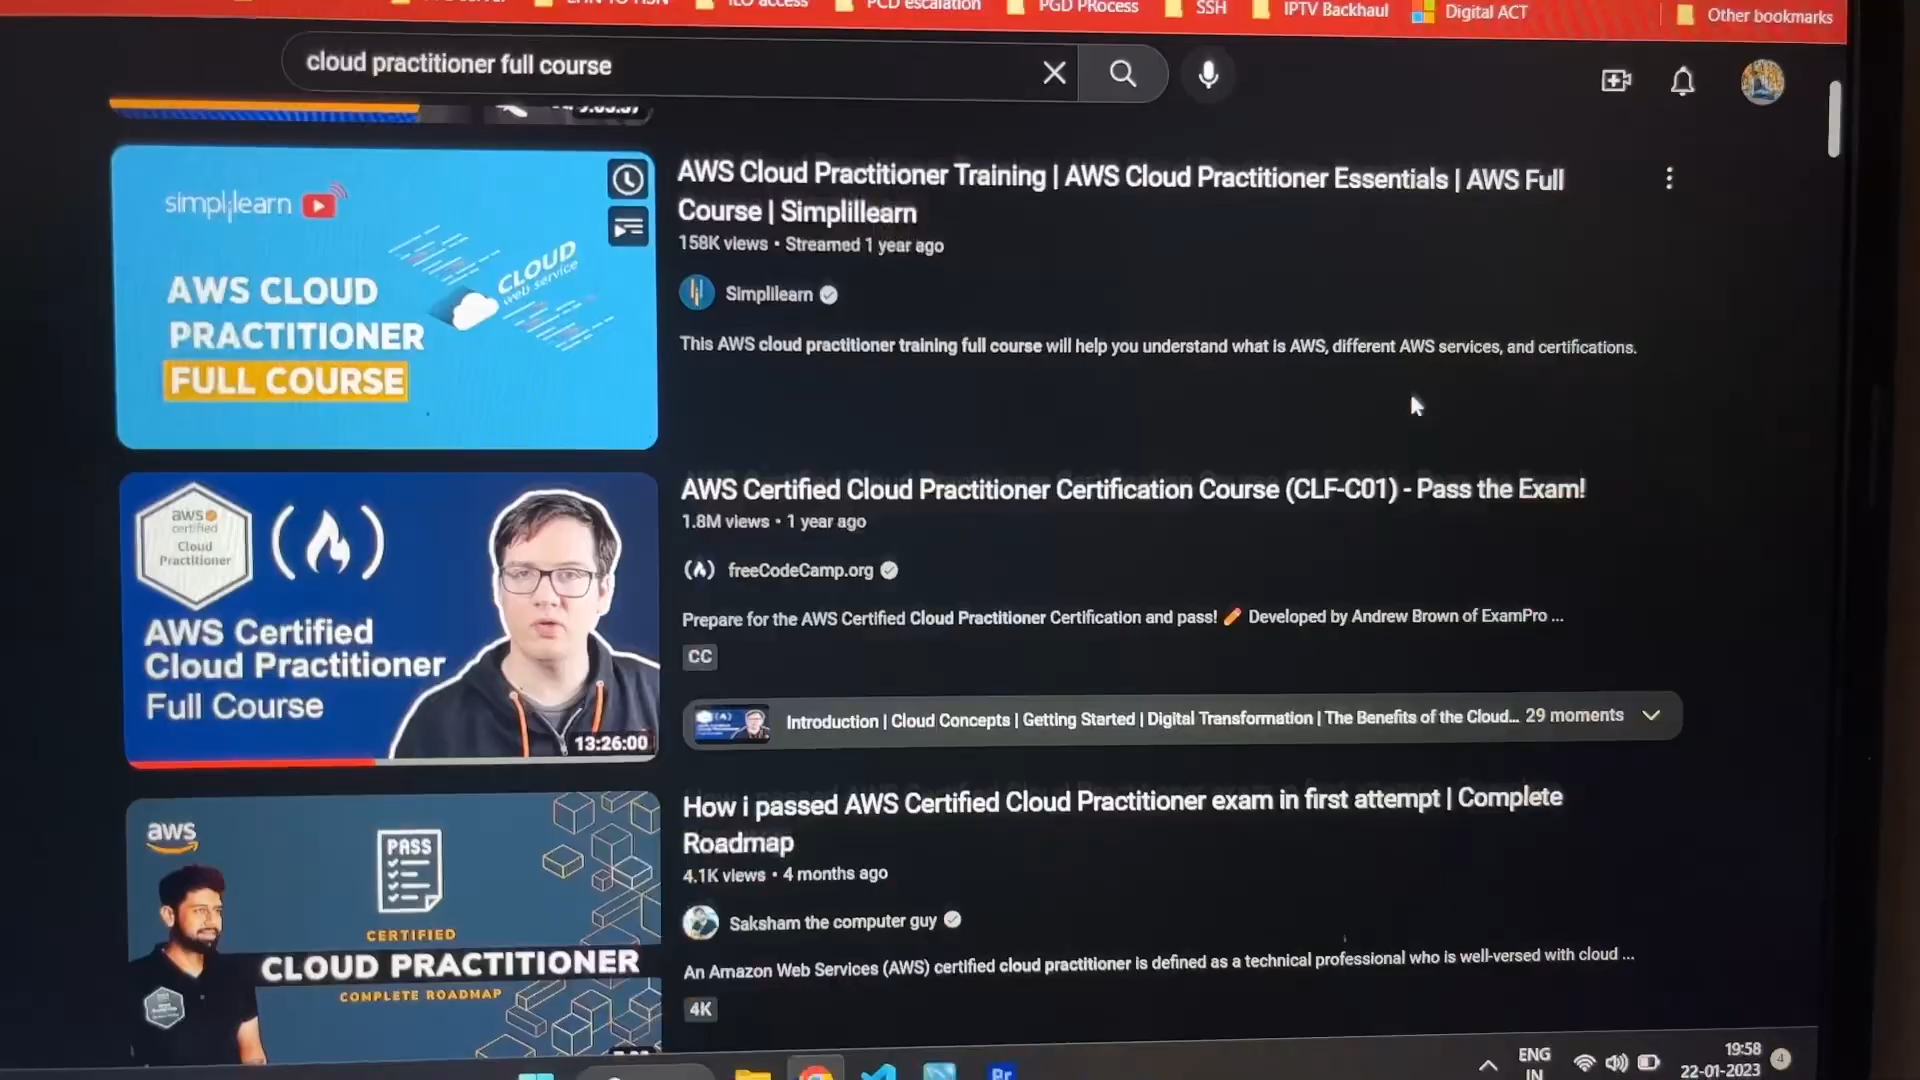 ILO access
PCD escalation
PGD PRocess
SSH
IPTV Backhaul
Digital ACT
Other bookmarks
cloud practitioner full course
simplilearn
AWS CLOUD
PRACTITIONER
FULL COURSE
CLOUD
web service
AWS Cloud Practitioner Training | AWS Cloud Practitioner Essentials | AWS Full
Course | Simplillearn
158K views • Streamed 1 year ago
Simplilearn
This AWS cloud practitioner training full course will help you understand what is AWS, different AWS services, and certifications.
aws
certified
Cloud
Practitioner
AWS Certified
Cloud Practitioner
Full Course
13:26:00
AWS Certified Cloud Practitioner Certification Course (CLF-C01) - Pass the Exam!
1.8M views • 1 year ago
freeCodeCamp.org
Prepare for the AWS Certified Cloud Practitioner Certification and pass! ✏️ Developed by Andrew Brown of ExamPro ...
CC
Introduction | Cloud Concepts | Getting Started | Digital Transformation | The Benefits of the Cloud... 29 moments
aws
PASS
CERTIFIED
CLOUD PRACTITIONER
COMPLETE ROADMAP
How i passed AWS Certified Cloud Practitioner exam in first attempt | Complete
Roadmap
4.1K views • 4 months ago
Saksham the computer guy
An Amazon Web Services (AWS) certified cloud practitioner is defined as a technical professional who is well-versed with cloud ...
4K
Pr
ENG
IN
19:58
22-01-2023
4